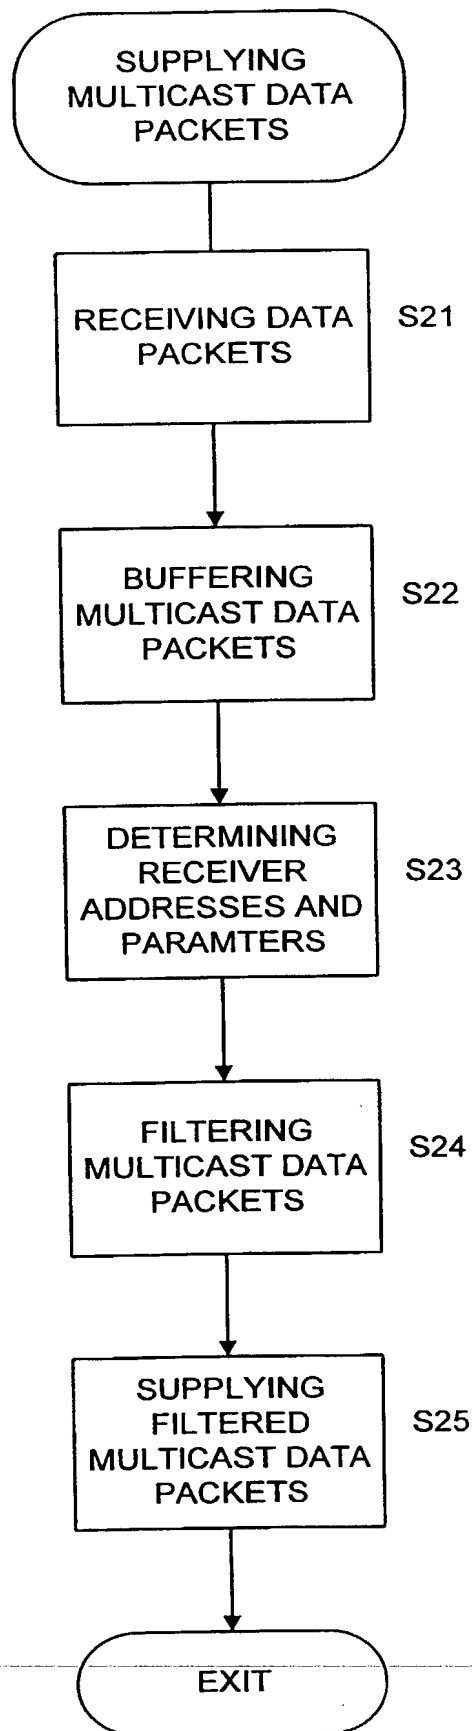 SUPPLYING
MULTICAST DATA
PACKETS
RECEIVING DATA
PACKETS
S21
BUFFERING
MULTICAST DATA
PACKETS
S22
DETERMINING
RECEIVER
ADDRESSES AND
PARAMTERS
S23
FILTERING
MULTICAST DATA
PACKETS
S24
SUPPLYING
FILTERED
MULTICAST DATA
PACKETS
S25
EXIT